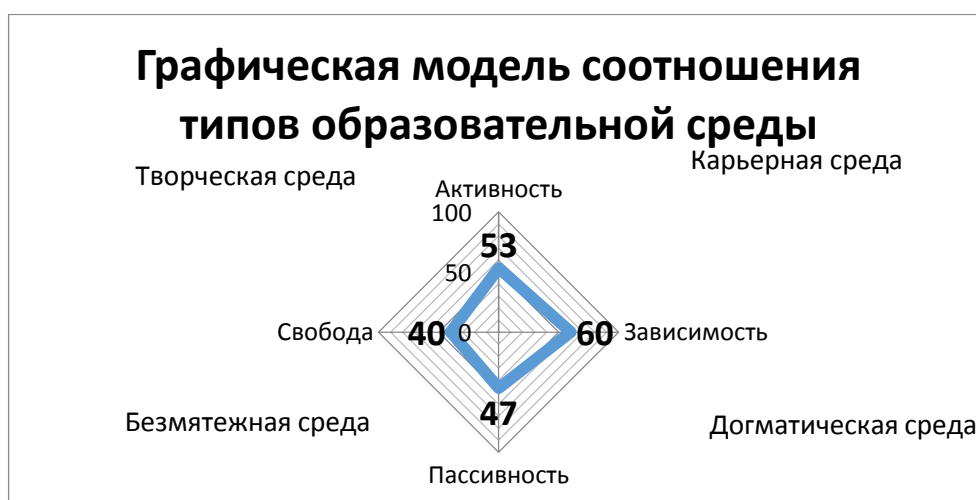 Графическая модель соотношения
типов образовательной среды
Творческая среда
Карьерная среда
Активность
100
53
50
Свобода
40
0
60
Зависимость
47
Безмятежная среда
Догматическая среда
Пассивность